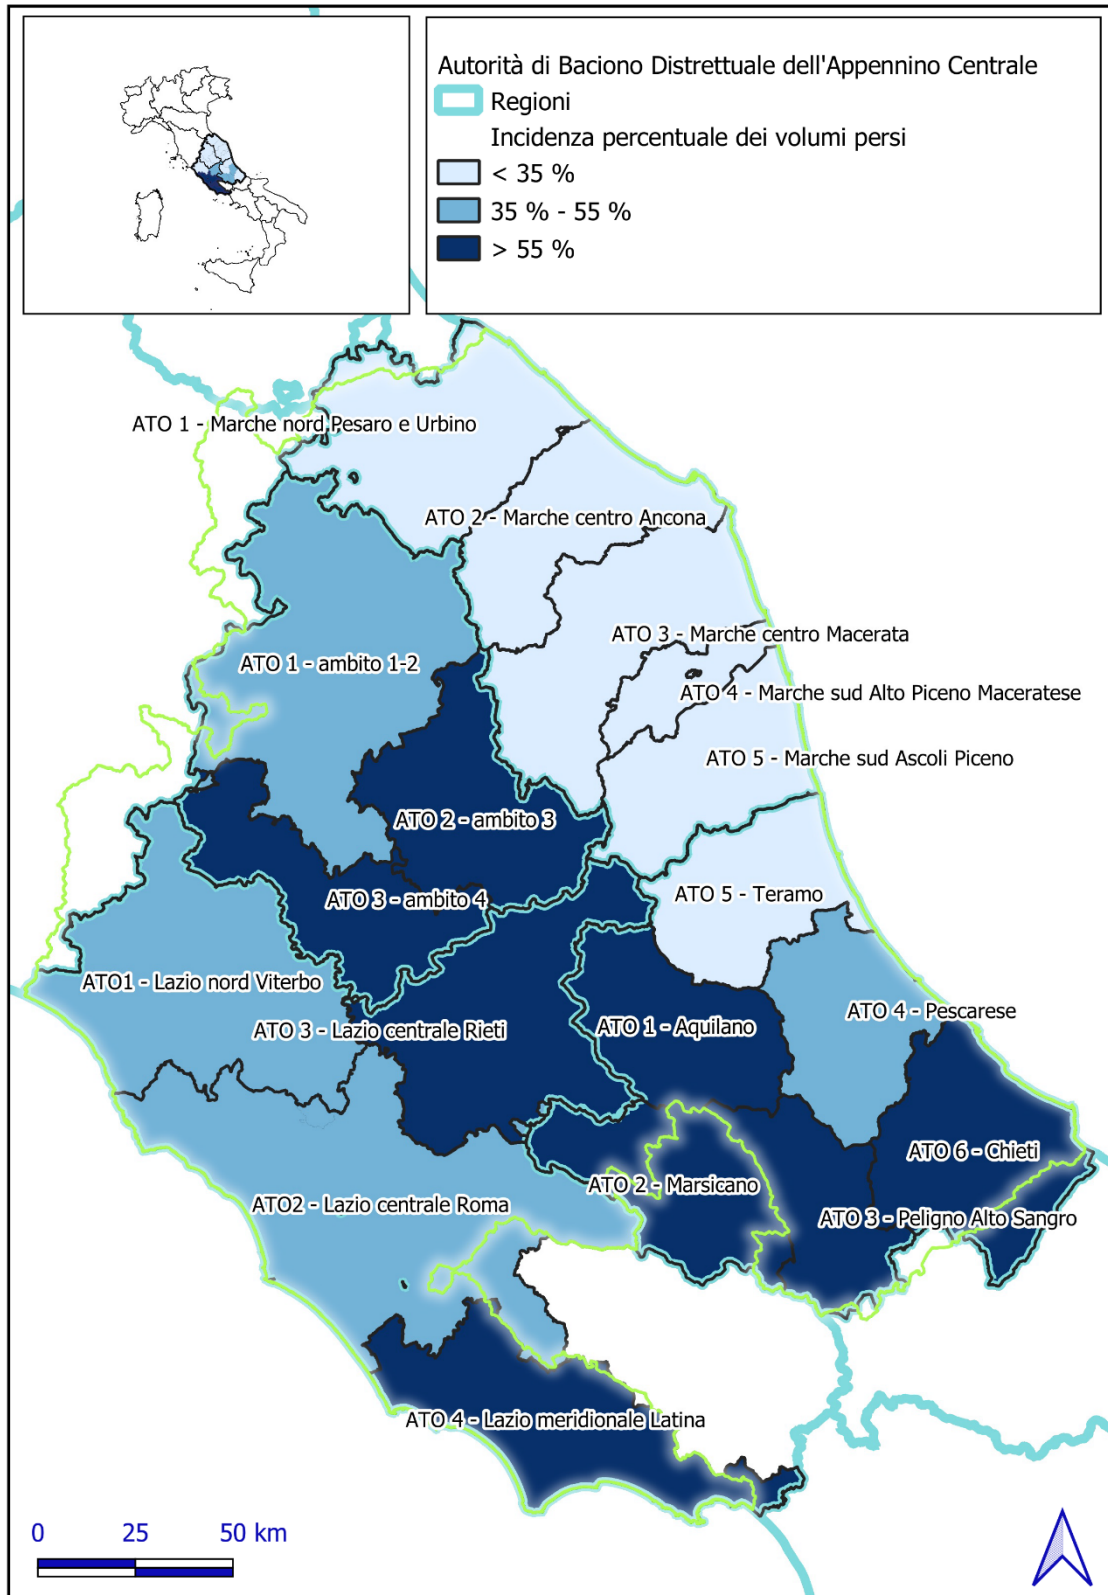 Autorità di Baciono Distrettuale dell'Appennino Centrale
Regioni
Incidenza percentuale dei volumi persi
< 35 %
35 % - 55 %
> 55 %
ATO 1 - Marche nord Pesaro e Urbino
ATO 2 - Marche centro Ancona
ATO 3 - Marche centro Macerata
ATO 1 - ambito 1-2
ATO 4 - Marche sud Alto Piceno Maceratese
ATO 5 - Marche sud Ascoli Piceno
ATO 2 - ambito 3
ATO 5 - Teramo
ATO 3 - ambito 4
ATO1 - Lazio nord Viterbo
ATO 4 - Pescarese
ATO 3 - Lazio centrale Rieti
ATO 1 - Aquilano
ATO 6 - Chieti
ATO 2 - Marsicano
ATO2 - Lazio centrale Roma
ATO 3 - Peligno Alto Sangro
ATO 4 - Lazio meridionale Latina
0 25 50 km